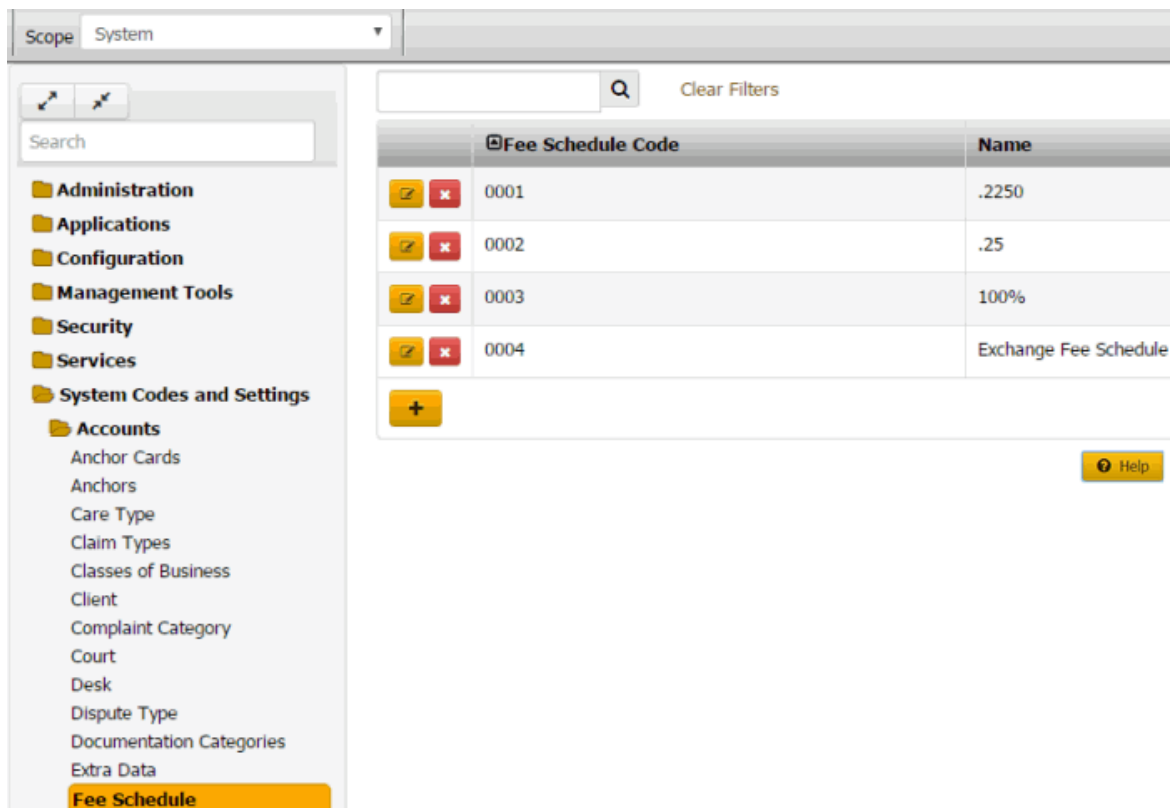 Scope System
Clear Filters
Search
Administration
Applications
Configuration
Management Tools
Security
Services
System Codes and Settings
Accounts
Anchor Cards
Anchors
Care Type
Claim Types
Classes of Business
Client
Complaint Category
Court
Desk
Dispute Type
Documentation Categories
Extra Data
Fee Schedule
Fee Schedule Code Name
0001 .2250
0002 .25
0003 100%
0004 Exchange Fee Schedule
+
Help